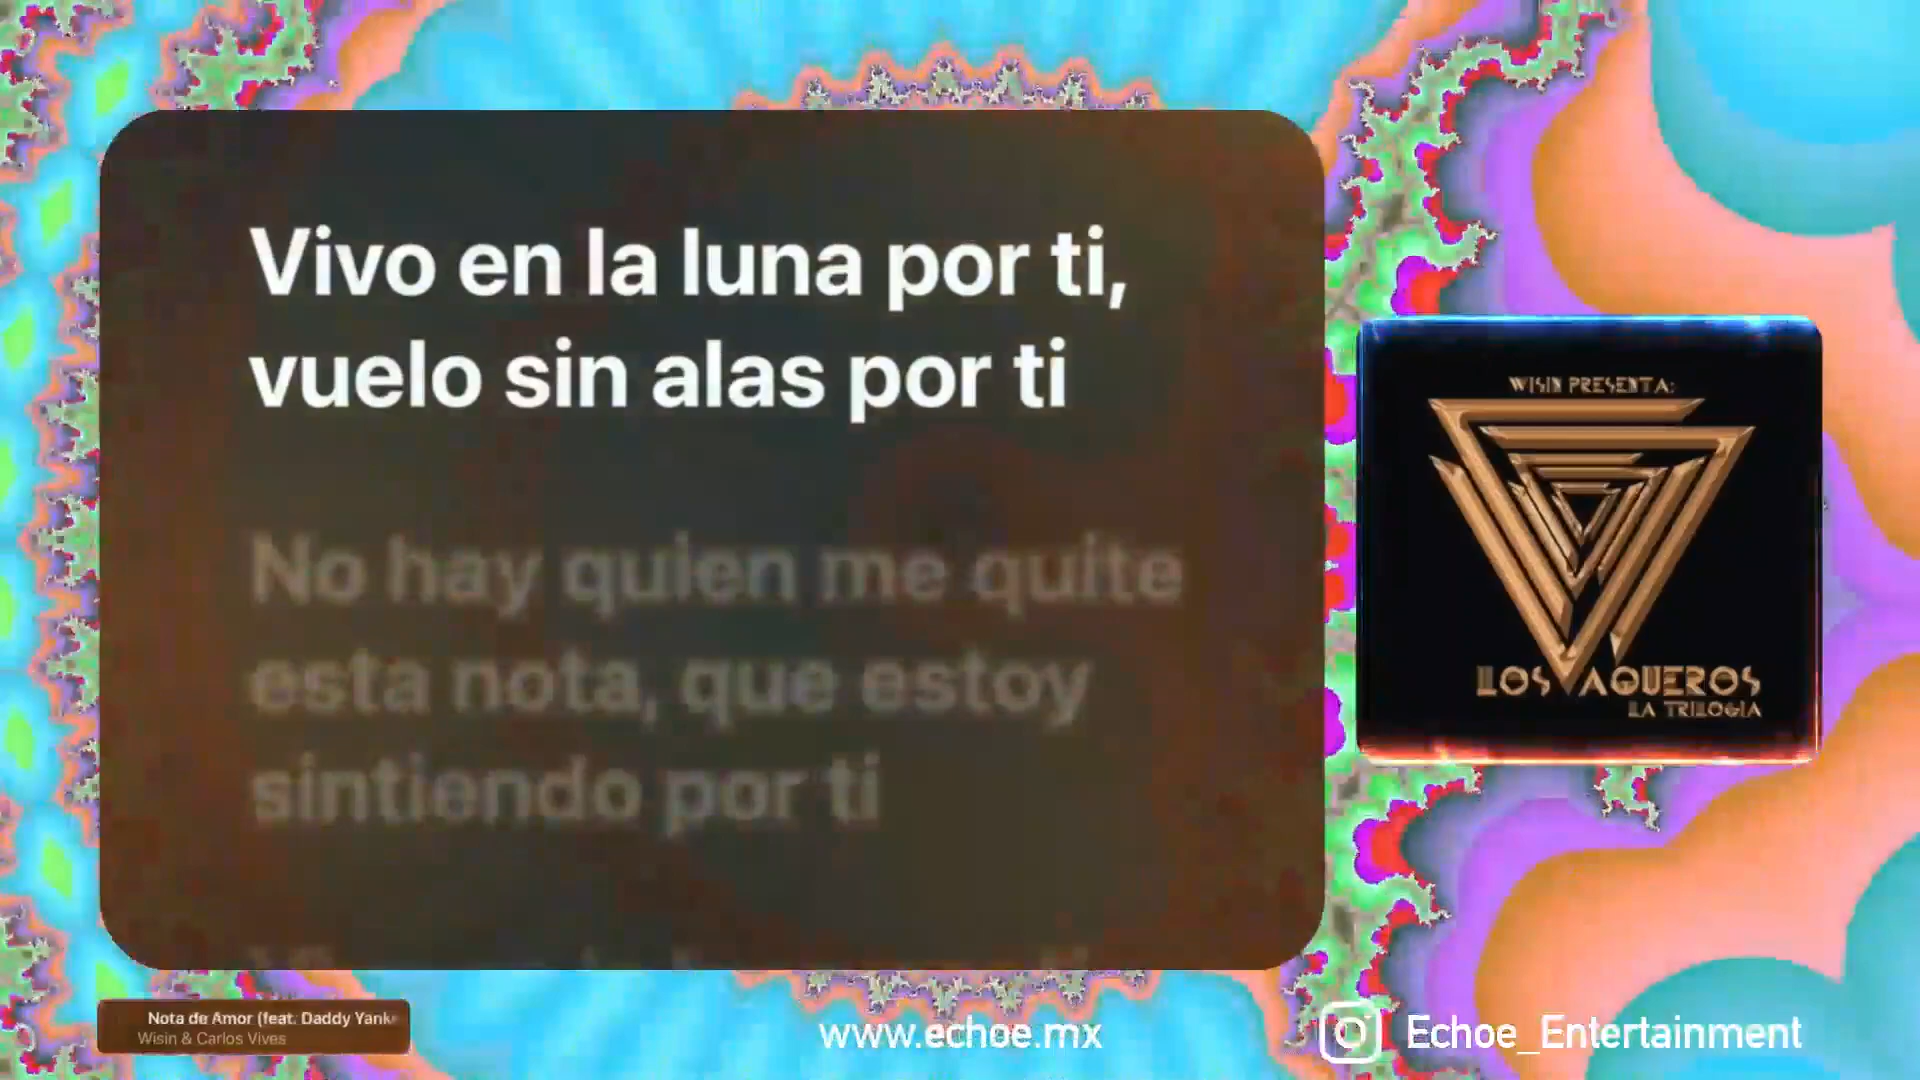 Vivo en la luna por ti,
vuelo sin alas por ti
No hay quien me quite
esta nota, que estoy
sintiendo por ti
WISIN PRESENTA:
LOS VAQUEROS
LA TRILOGIA
Nota de Amor (feat. Daddy Yank
Wisin & Carlos Vives
www.echoe.mx
Echoe_Entertainment